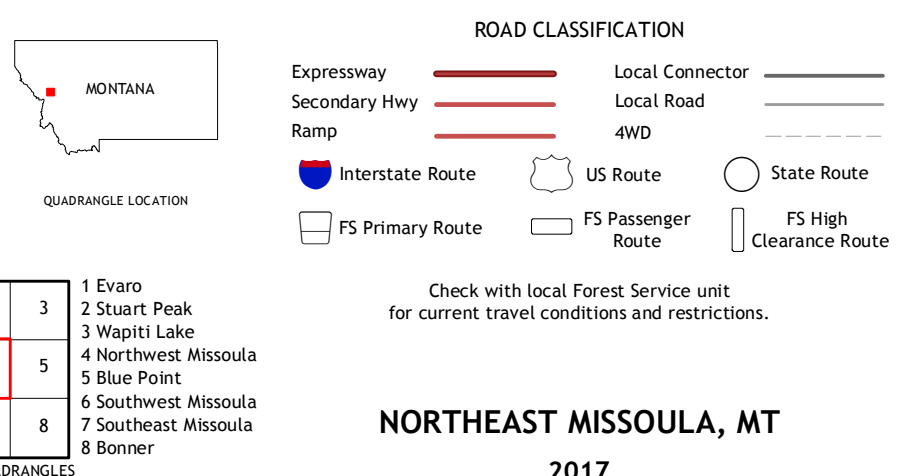 ROAD CLASSIFICATION
Expressway
Secondary Hwy
Ramp
Local Connector
Local Road
4WD
Interstate Route
US Route
State Route
FS Primary Route
FS Passenger
Route
FS High
Clearance Route
Check with local Forest Service unit
for current travel conditions and restrictions.
MONTANA
QUADRANGLE LOCATION
3
5
8
1 Evaro
2 Stuart Peak
3 Wapiti Lake
4 Northwest Missoula
5 Blue Point
6 Southwest Missoula
7 Southeast Missoula
8 Bonner
NORTHEAST MISSOULA, MT
2017